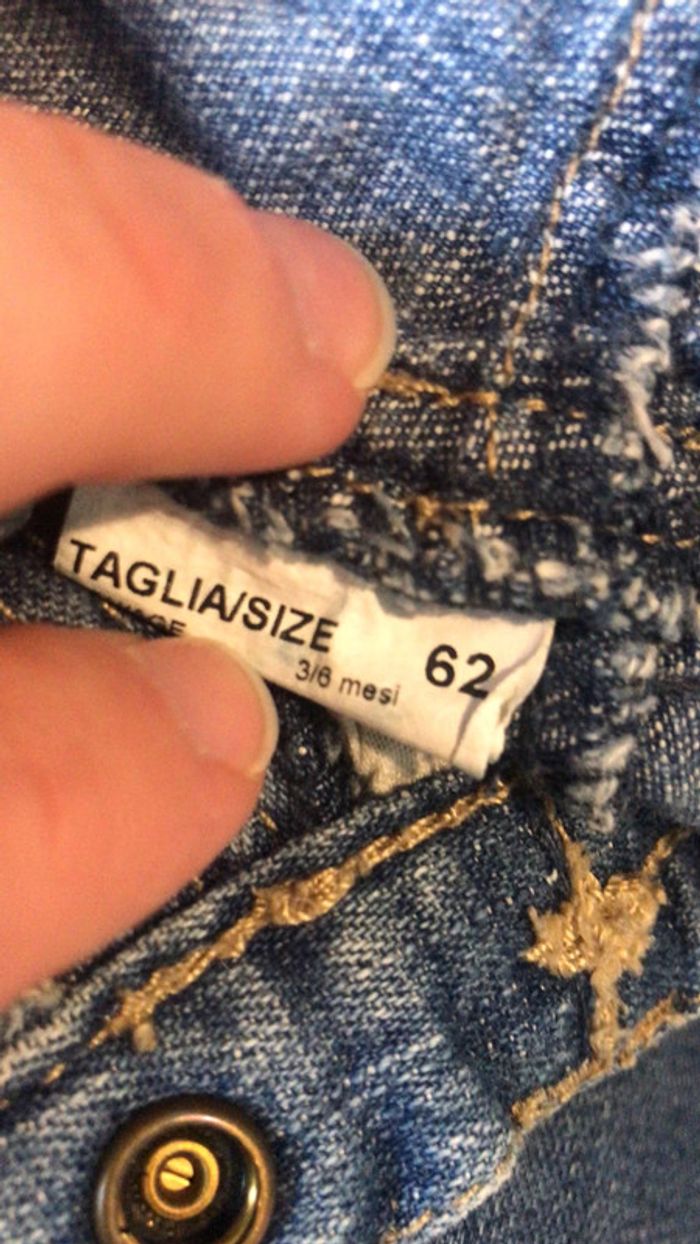 TAGLIA/SIZE 62
3/6 mesi